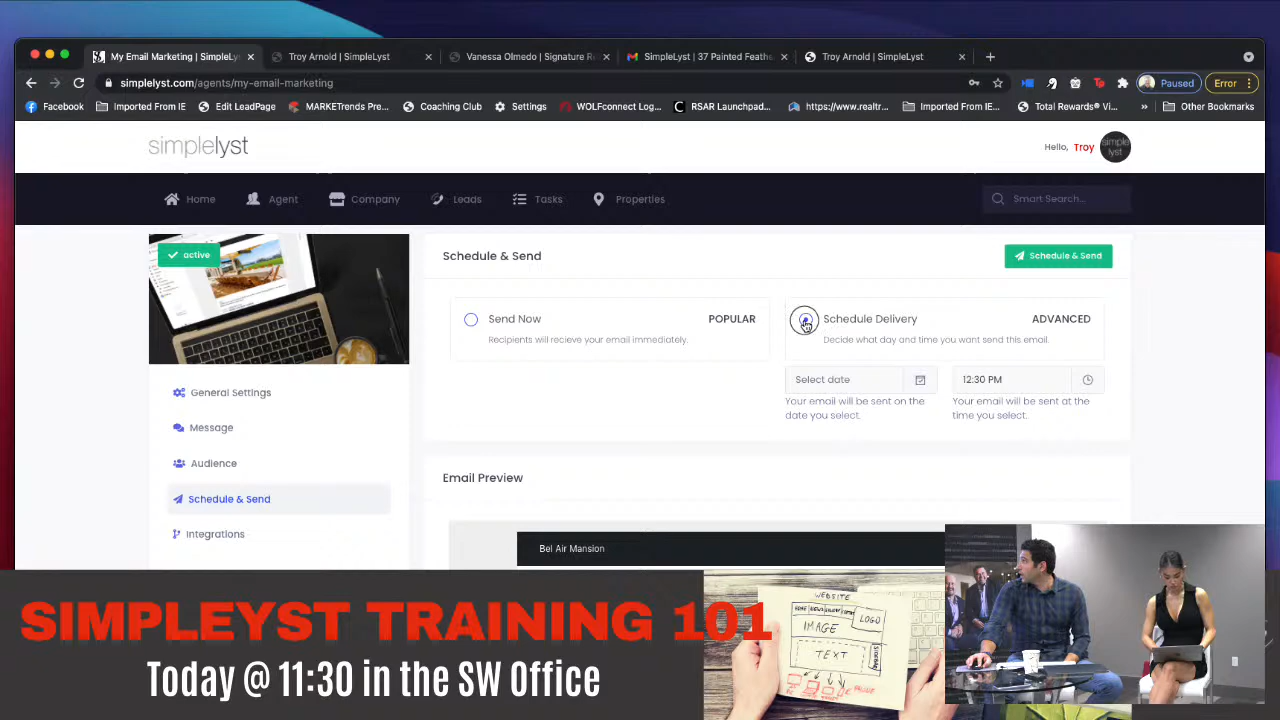 My Email Marketing | SimpleLys
Troy Arnold | SimpleLyst
Vanessa Olmedo | Signature Re
SimpleLyst | 37 Painted Feathe
Troy Arnold | SimpleLyst
simplelyst.com/agents/my-email-marketing
Paused
Error
Facebook
Imported From IE
Edit LeadPage
MARKETrends Pre...
Coaching Club
Settings
WOLFconnect Log...
RSAR Launchpad...
https://www.realtr...
Imported From IE...
Total Rewards® Vi...
Other Bookmarks
simplelyst
Hello, Troy
simple
lyst
Home
Agent
Company
Leads
Tasks
Properties
Smart Search...
active
Schedule & Send
Schedule & Send
Send Now
POPULAR
Recipients will recieve your email immediately.
Schedule Delivery
ADVANCED
Decide what day and time you want send this email.
Select date
12:30 PM
Your email will be sent on the
date you select.
Your email will be sent at the
time you select.
General Settings
Message
Audience
Schedule & Send
Integrations
Email Preview
Bel Air Mansion
SIMPLEYST TRAINING 101
Today @ 11:30 in the SW Office
WEBSITE
IMAGE
LOGO
TEXT